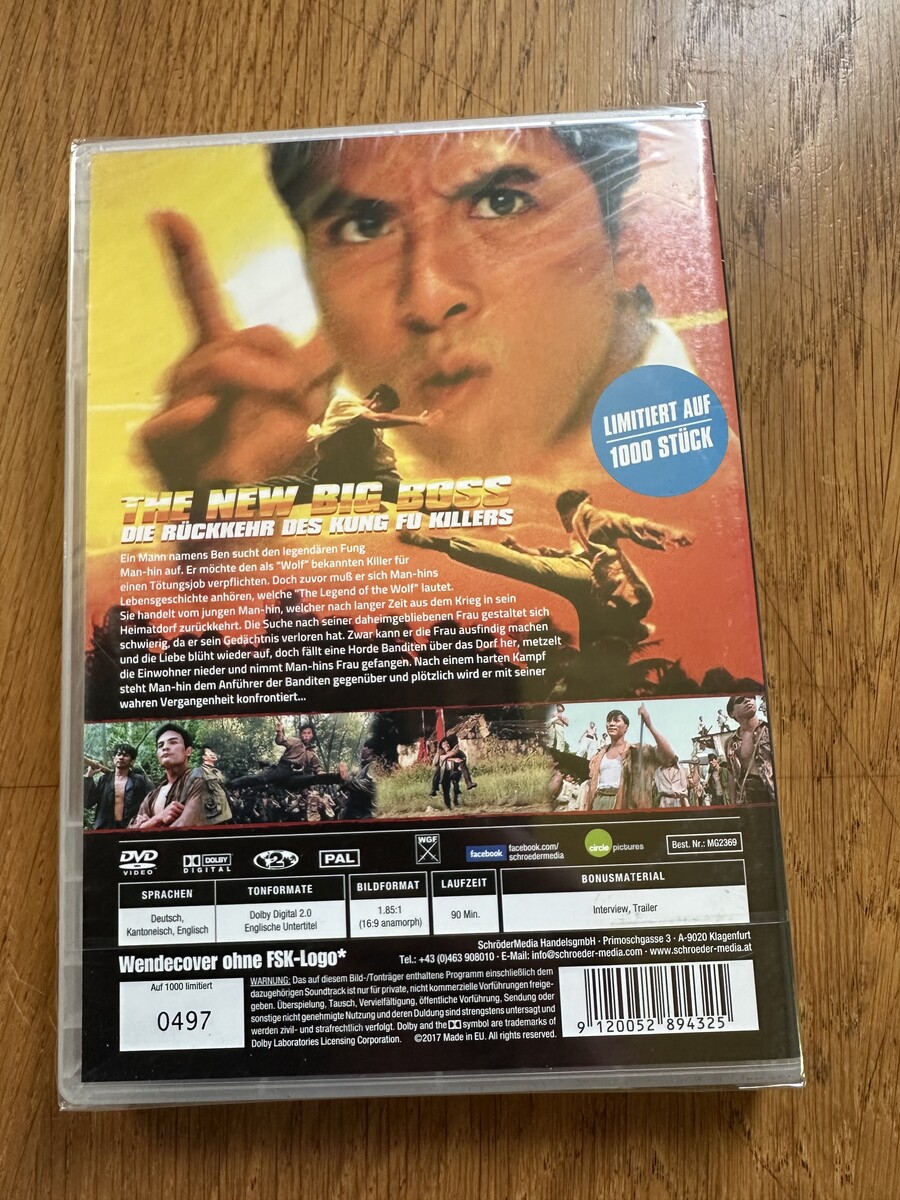 LIMITIERT AUF
1000 STÜCK
THE NEW BIG BOSS
DIE RÜCKKEHR DES KUNG FU KILLERS
Ein Mann namens Ben sucht den legendären Fung
Man-hin auf. Er möchte den als "Wolf" bekannten Killer für
einen Tötungsjob verpflichten. Doch zuvor muß er sich Man-hins
Lebensgeschichte anhören, welche "The Legend of the Wolf" lautet.
Sie handelt vom jungen Man-hin, welcher nach langer Zeit aus dem Krieg in sein
Heimatdorf zurückkehrt. Die Suche nach seiner daheimgebliebenen Frau gestaltet sich
schwierig, da er sein Gedächtnis verloren hat. Zwar kann er die Frau ausfindig machen
und die Liebe blüht wieder auf, doch fällt eine Horde Banditen über das Dorf her, metzelt
die Einwohner nieder und nimmt Man-hins Frau gefangen. Nach einem harten Kampf
steht Man-hin dem Anführer der Banditen gegenüber und plötzlich wird er mit seiner
wahren Vergangenheit konfrontiert...
DVD VIDEO
DOLBY DIGITAL
2
PAL
WGF
facebook
facebook.com/
schroedermedia
circle pictures
Best. Nr.: MG2369
SPRACHEN
Deutsch,
Kantoneisch, Englisch
TONFORMATE
Dolby Digital 2.0
Englische Untertitel
BILDFORMAT
1.85:1
(16:9 anamorph)
LAUFZEIT
90 Min.
BONUSMATERIAL
Interview, Trailer
SchröderMedia HandelsgmbH · Primoschgasse 3 · A-9020 Klagenfurt
Tel.: +43 (0)463 908010 · E-Mail: info@schroeder-media.com · www.schroeder-media.at
Wendecover ohne FSK-Logo*
Auf 1000 limitiert
0497
WARNUNG: Das auf diesem Bild-/Tonträger enthaltene Programm einschließlich dem
dazugehörigen Soundtrack ist nur für private, nicht kommerzielle Vorführungen freige-
geben. Überspielung, Tausch, Vervielfältigung, öffentliche Vorführung, Sendung oder
sonstige nicht genehmigte Nutzung und deren Duldung sind strengstens untersagt und
werden zivil- und strafrechtlich verfolgt. Dolby and the DD symbol are trademarks of
Dolby Laboratories Licensing Corporation. ©2017 Made in EU. All rights reserved.
9 120052 894325